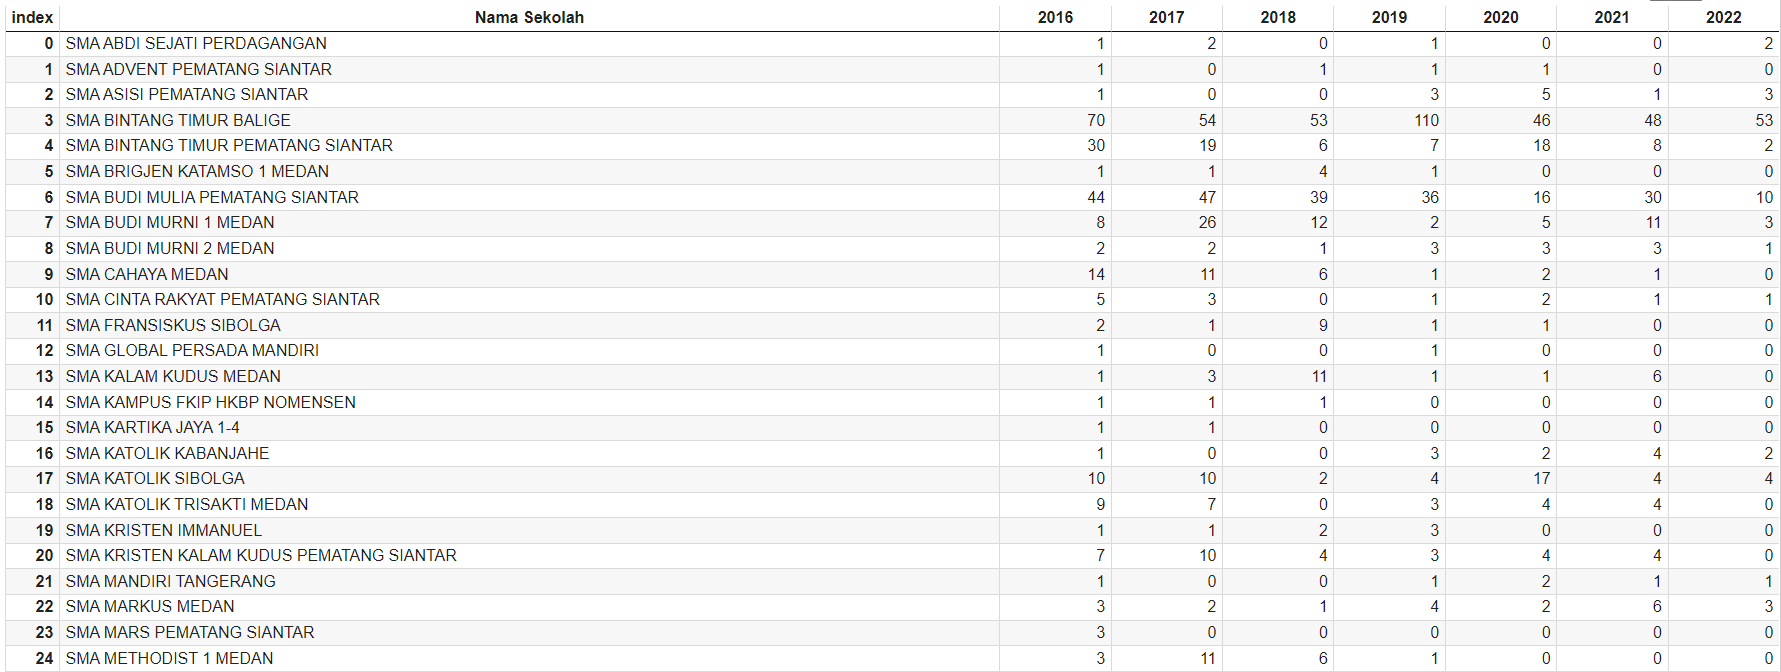 index Nama Sekolah 2016 2017 2018 2019 2020 2021 2022
0 SMA ABDI SEJATI PERDAGANGAN 1 2 0 1 0 0 2
1 SMA ADVENT PEMATANG SIANTAR 1 0 1 1 1 0 0
2 SMA ASISI PEMATANG SIANTAR 1 0 0 3 5 1 3
3 SMA BINTANG TIMUR BALIGE 70 54 53 110 46 48 53
4 SMA BINTANG TIMUR PEMATANG SIANTAR 30 19 6 7 18 8 2
5 SMA BRIGJEN KATAMSO 1 MEDAN 1 1 4 1 0 0 0
6 SMA BUDI MULIA PEMATANG SIANTAR 44 47 39 36 16 30 10
7 SMA BUDI MURNI 1 MEDAN 8 26 12 2 5 11 3
8 SMA BUDI MURNI 2 MEDAN 2 2 1 3 3 3 1
9 SMA CAHAYA MEDAN 14 11 6 1 2 1 0
10 SMA CINTA RAKYAT PEMATANG SIANTAR 5 3 0 1 2 1 1
11 SMA FRANSISKUS SIBOLGA 2 1 9 1 1 0 0
12 SMA GLOBAL PERSADA MANDIRI 1 0 0 1 0 0 0
13 SMA KALAM KUDUS MEDAN 1 3 11 1 1 6 0
14 SMA KAMPUS FKIP HKBP NOMENSEN 1 1 1 0 0 0 0
15 SMA KARTIKA JAYA 1-4 1 1 0 0 0 0 0
16 SMA KATOLIK KABANJAHE 1 0 0 3 2 4 2
17 SMA KATOLIK SIBOLGA 10 10 2 4 17 4 4
18 SMA KATOLIK TRISAKTI MEDAN 9 7 0 3 4 4 0
19 SMA KRISTEN IMMANUEL 1 1 2 3 0 0 0
20 SMA KRISTEN KALAM KUDUS PEMATANG SIANTAR 7 10 4 3 4 4 0
21 SMA MANDIRI TANGERANG 1 0 0 1 2 1 1
22 SMA MARKUS MEDAN 3 2 1 4 2 6 3
23 SMA MARS PEMATANG SIANTAR 3 0 0 0 0 0 0
24 SMA METHODIST 1 MEDAN 3 11 6 1 0 0 0